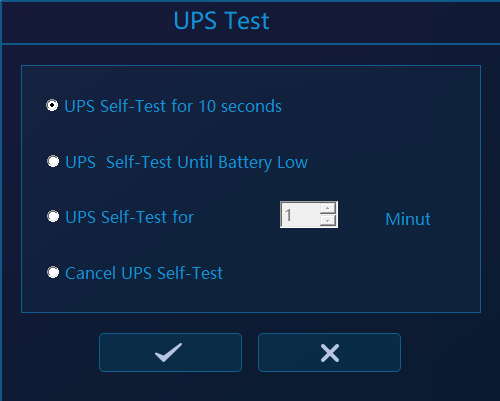 UPS Test
UPS Self-Test for 10 seconds
UPS Self-Test Until Battery Low
UPS Self-Test for 1 Minut
Cancel UPS Self-Test